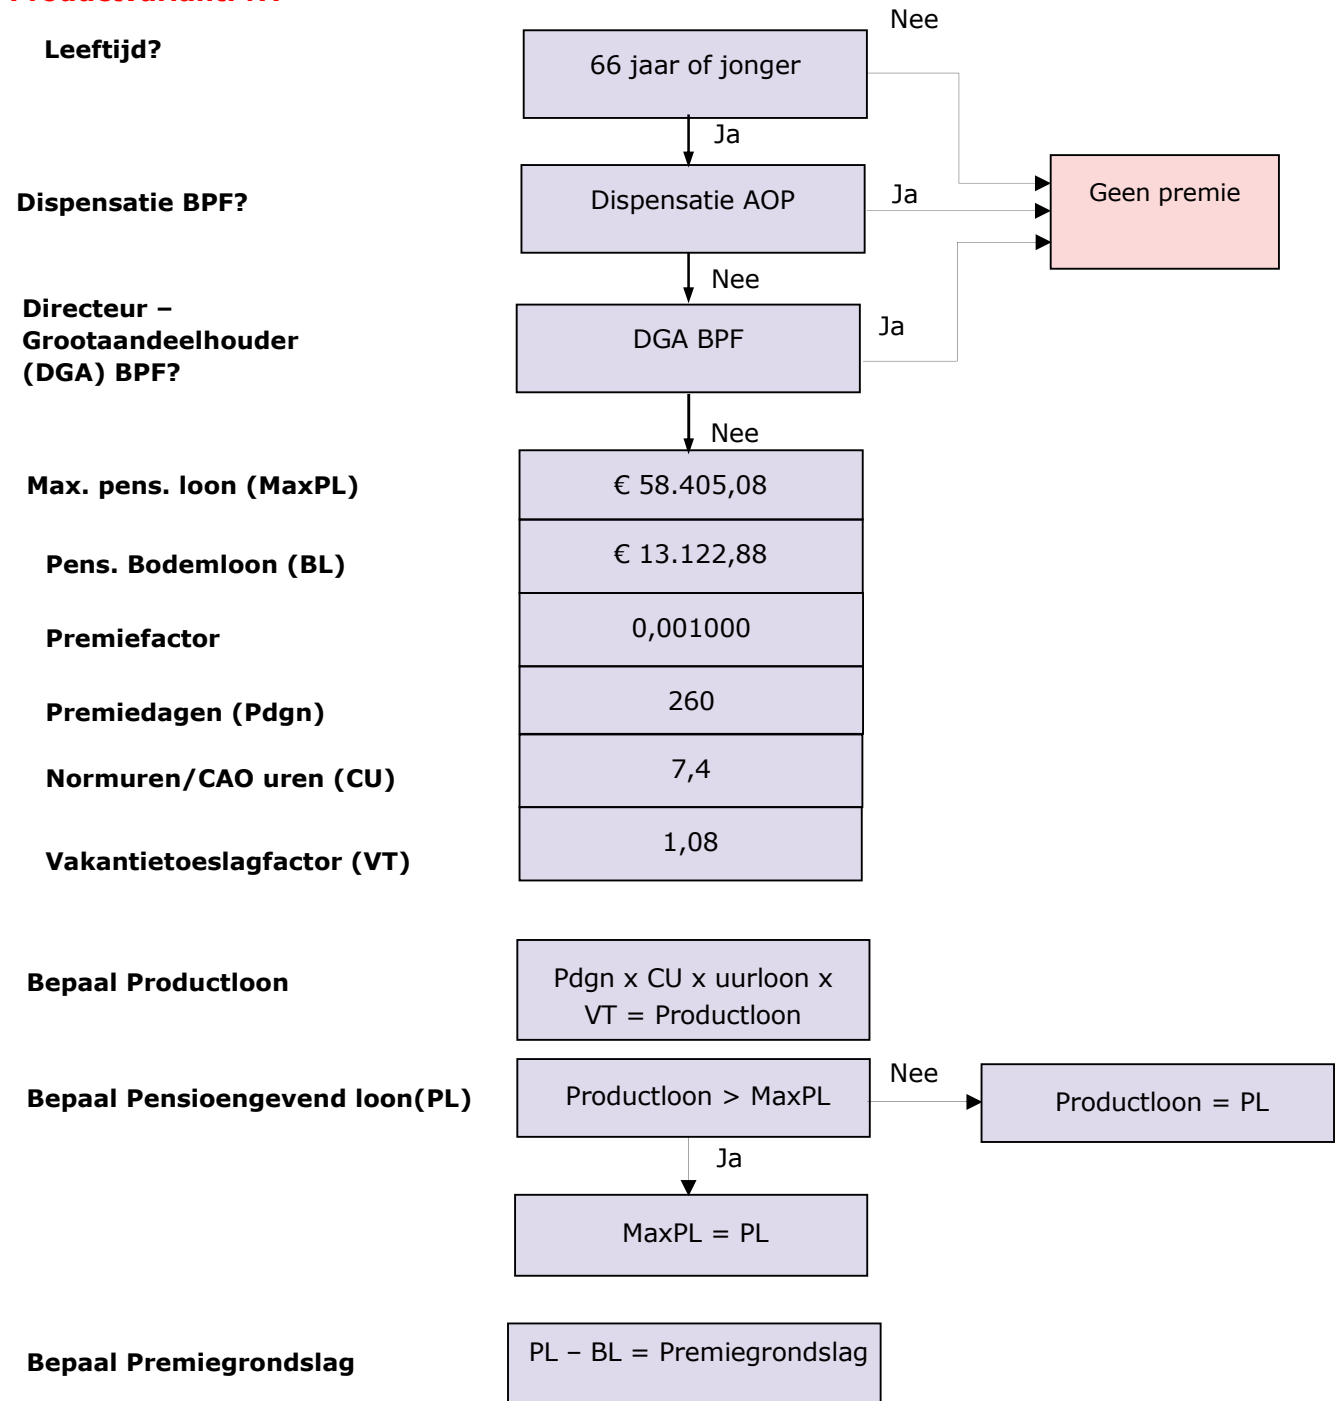 Nee
Leeftijd?
66 jaar of jonger
Ja
Dispensatie BPF?
Dispensatie AOP
Ja
Geen premie
Nee
Directeur –
Grootaandeelhouder
(DGA) BPF?
DGA BPF
Ja
Nee
Max. pens. loon (MaxPL)
€ 58.405,08
Pens. Bodemloon (BL)
€ 13.122,88
Premiefactor
0,001000
Premiedagen (Pdgn)
260
Normuren/CAO uren (CU)
7,4
Vakantietoeslagfactor (VT)
1,08
Bepaal Productloon
Pdgn x CU x uurloon x
VT = Productloon
Bepaal Pensioengevend loon(PL)
Productloon > MaxPL
Nee
Productloon = PL
Ja
MaxPL = PL
Bepaal Premiegrondslag
PL – BL = Premiegrondslag